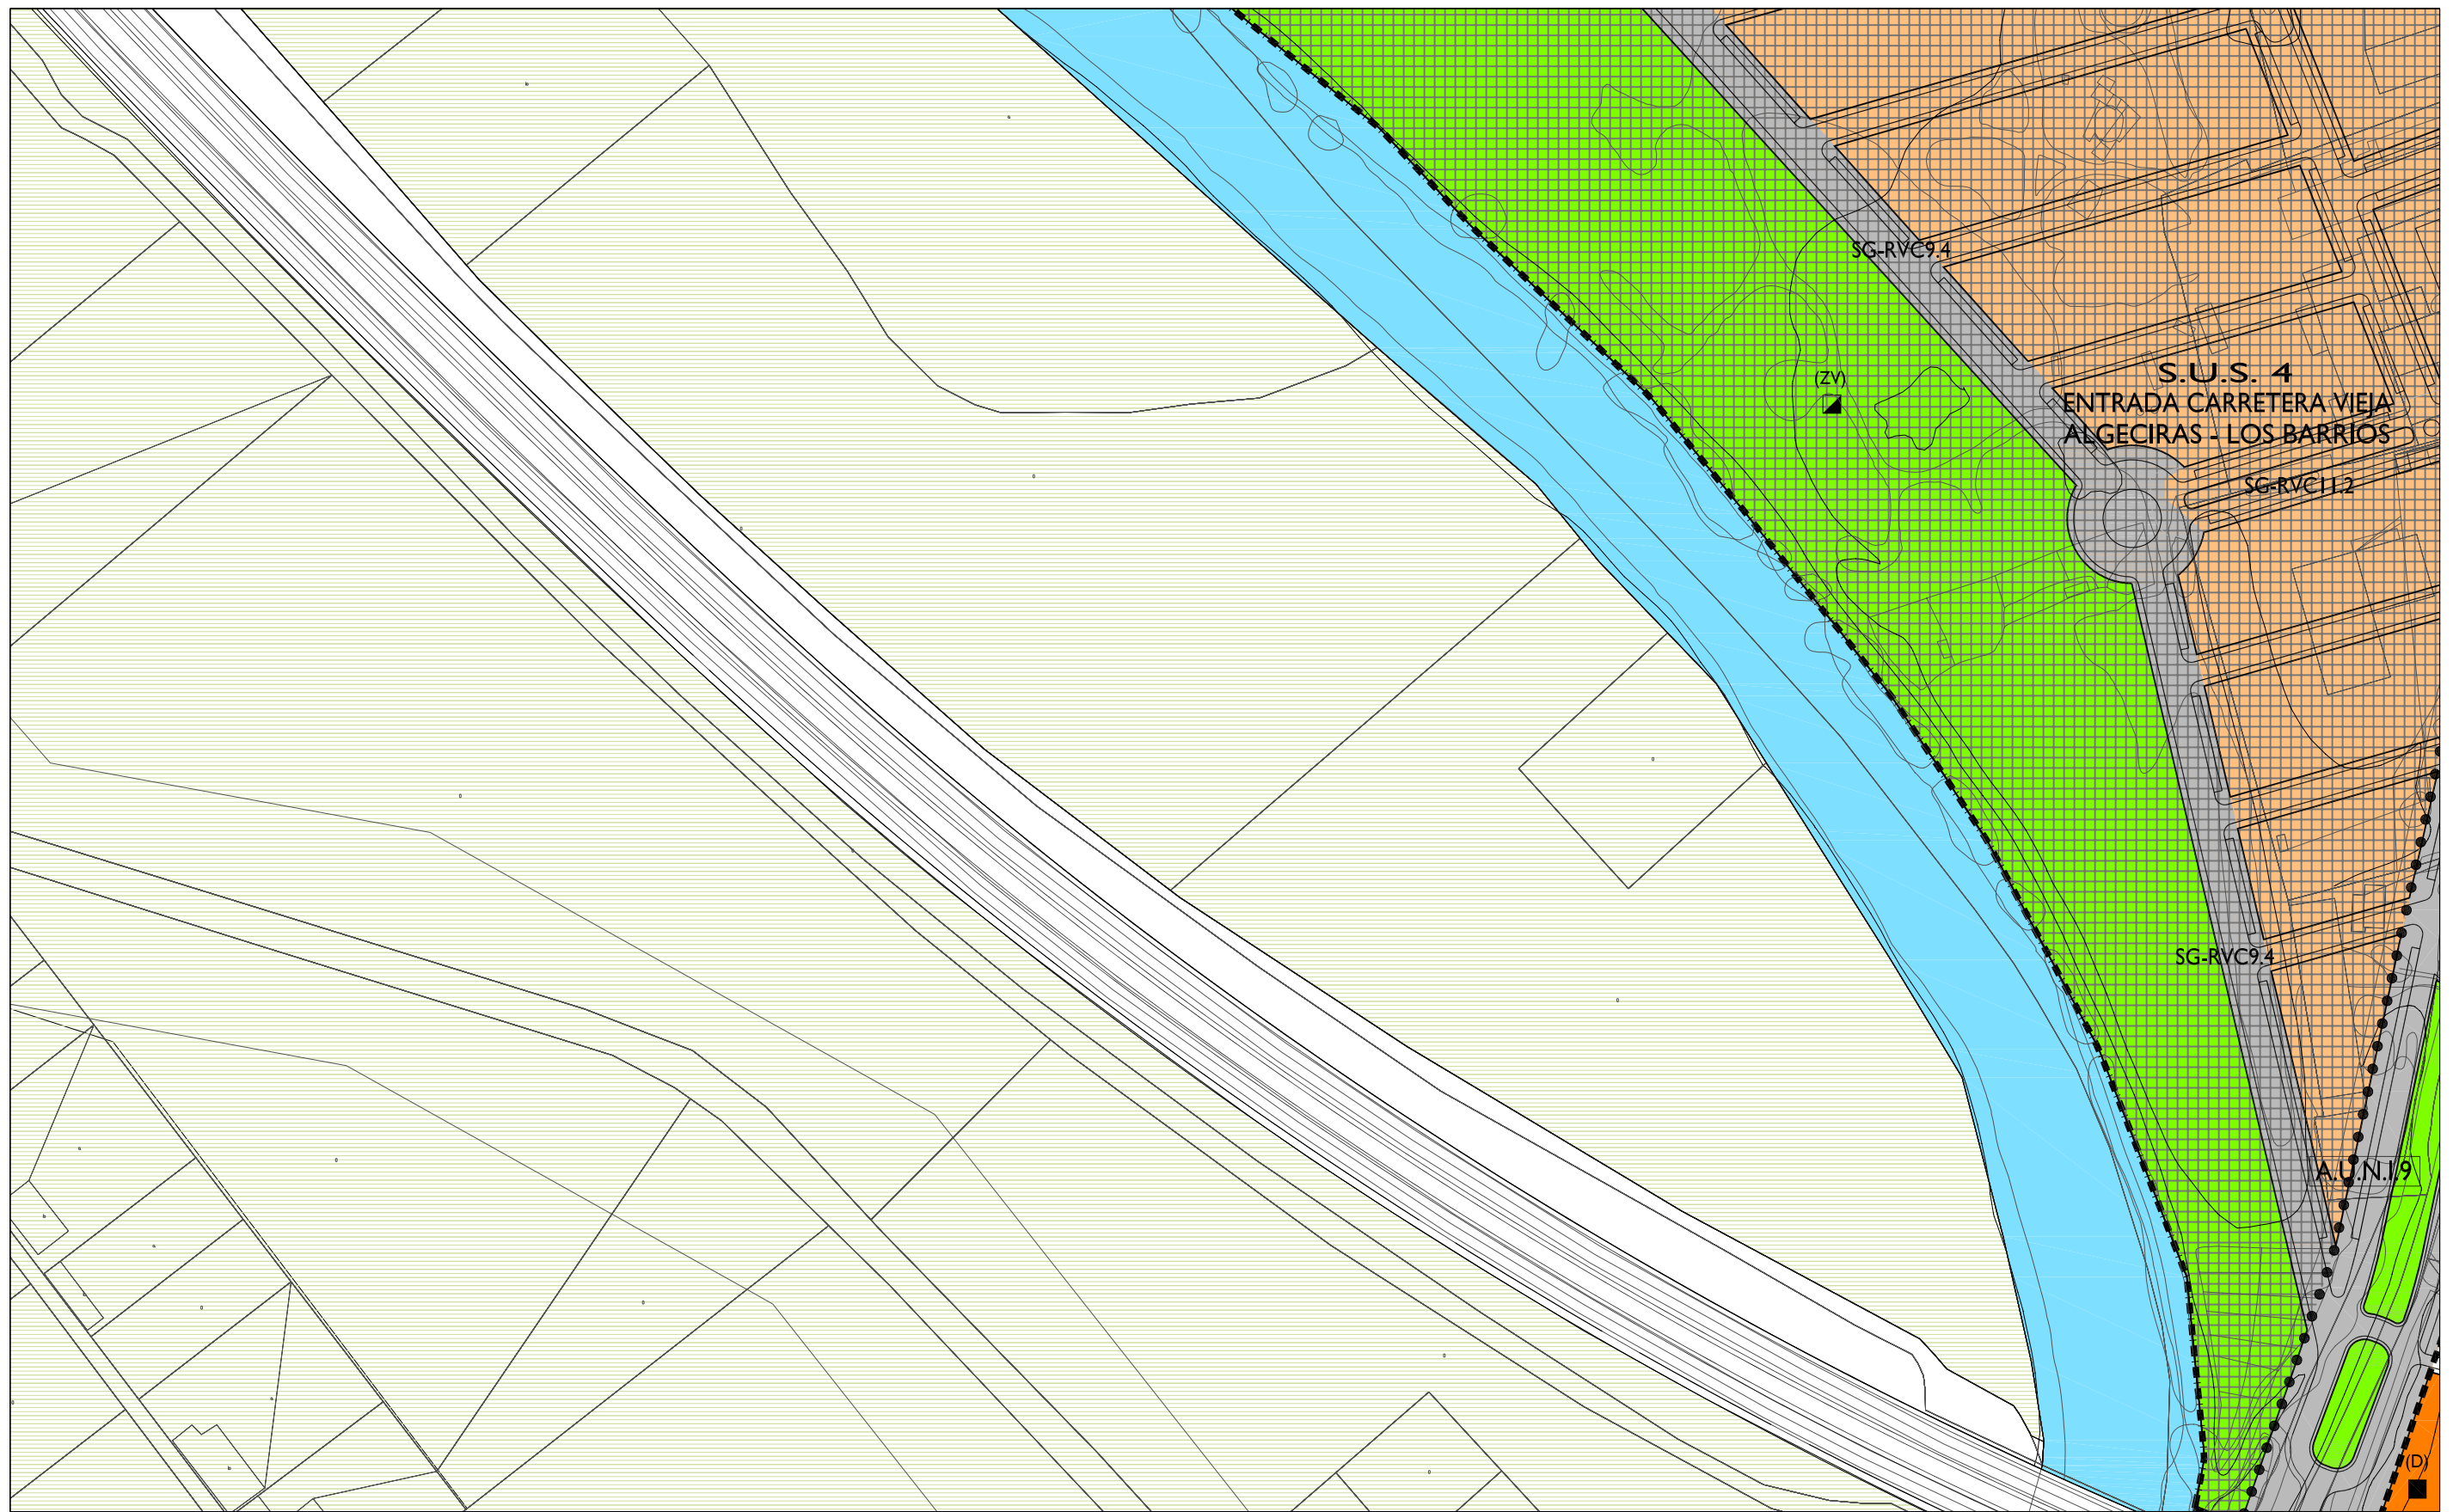 SG-RVC9.4
(ZV)
S.U.S. 4
ENTRADA CARRETERA VIEJA
ALGECIRAS - LOS BARRIOS
SG-RVC11.2
SG-RVC9.4
A.U.N.I.9
(D)